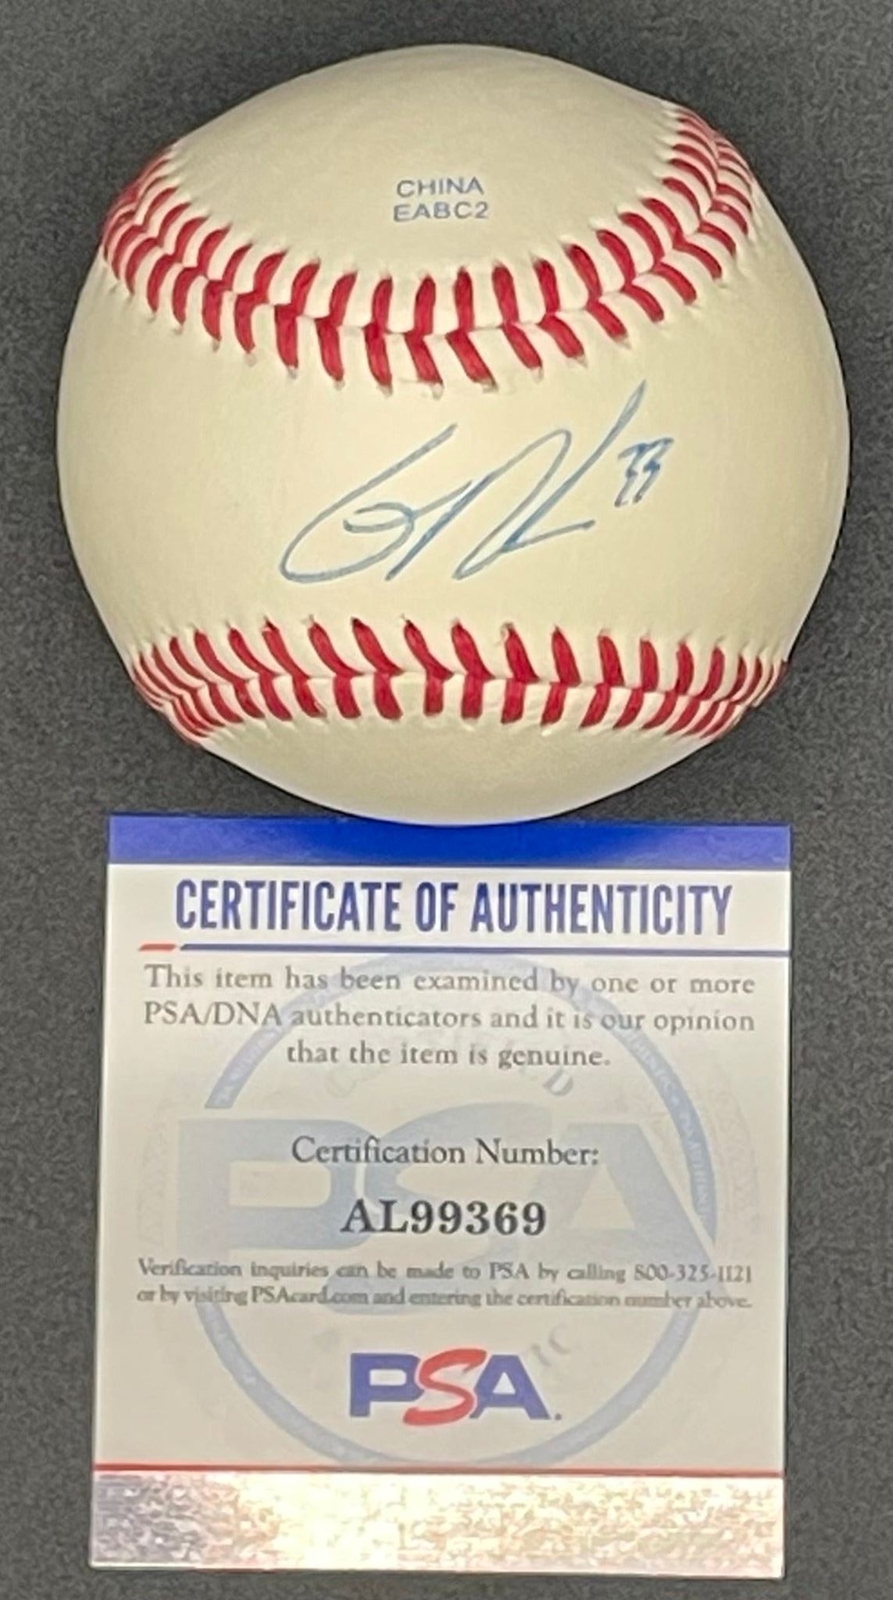 CHINA
EABC2
33
CERTIFICATE OF AUTHENTICITY
This item has been examined by one or more
PSA/DNA authenticators and it is our opinion
that the item is genuine.
Certification Number:
AL99369
Verification inquiries can be made to PSA by calling 800-325-1121
or by visiting PSAcard.com and entering the certification number above.
PSA.